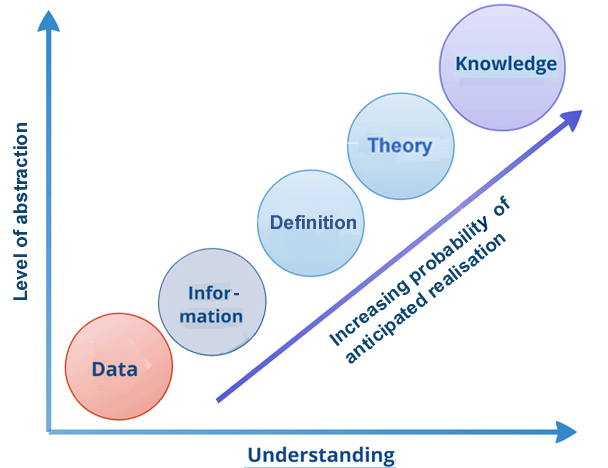 Knowledge
Theory
Definition
Infor-
mation
Data
Level of abstraction
Increasing probability of
anticipated realisation
Understanding